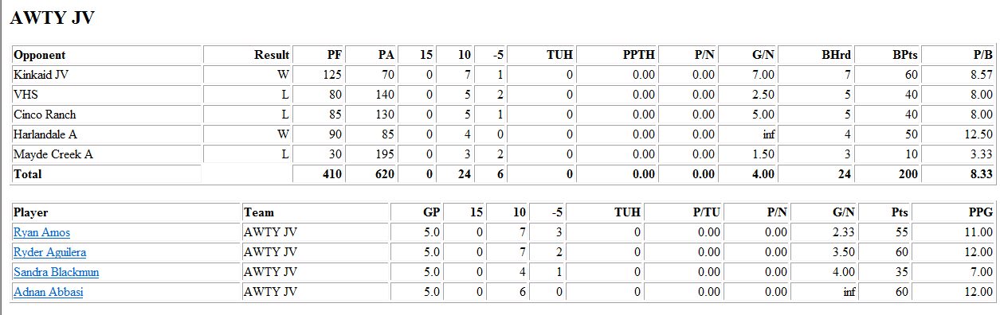 AWTY JV
Opponent Result PF PA 15 10 -5 TUH PPTH P/N G/N BHrd BPts P/B
Kinkaid JV W 125 70 0 7 1 0 0.00 0.00 7.00 7 60 8.57
VHS L 80 140 0 5 2 0 0.00 0.00 2.50 5 40 8.00
Cinco Ranch L 85 130 0 5 1 0 0.00 0.00 5.00 5 40 8.00
Harlandale A W 90 85 0 4 0 0 0.00 0.00 inf 4 50 12.50
Mayde Creek A L 30 195 0 3 2 0 0.00 0.00 1.50 3 10 3.33
Total 410 620 0 24 6 0 0.00 0.00 4.00 24 200 8.33
Player Team GP 15 10 -5 TUH P/TU P/N G/N Pts PPG
Ryan Amos AWTY JV 5.0 0 7 3 0 0.00 0.00 2.33 55 11.00
Ryder Aguilera AWTY JV 5.0 0 7 2 0 0.00 0.00 3.50 60 12.00
Sandra Blackmun AWTY JV 5.0 0 4 1 0 0.00 0.00 4.00 35 7.00
Adnan Abbasi AWTY JV 5.0 0 6 0 0 0.00 0.00 inf 60 12.00